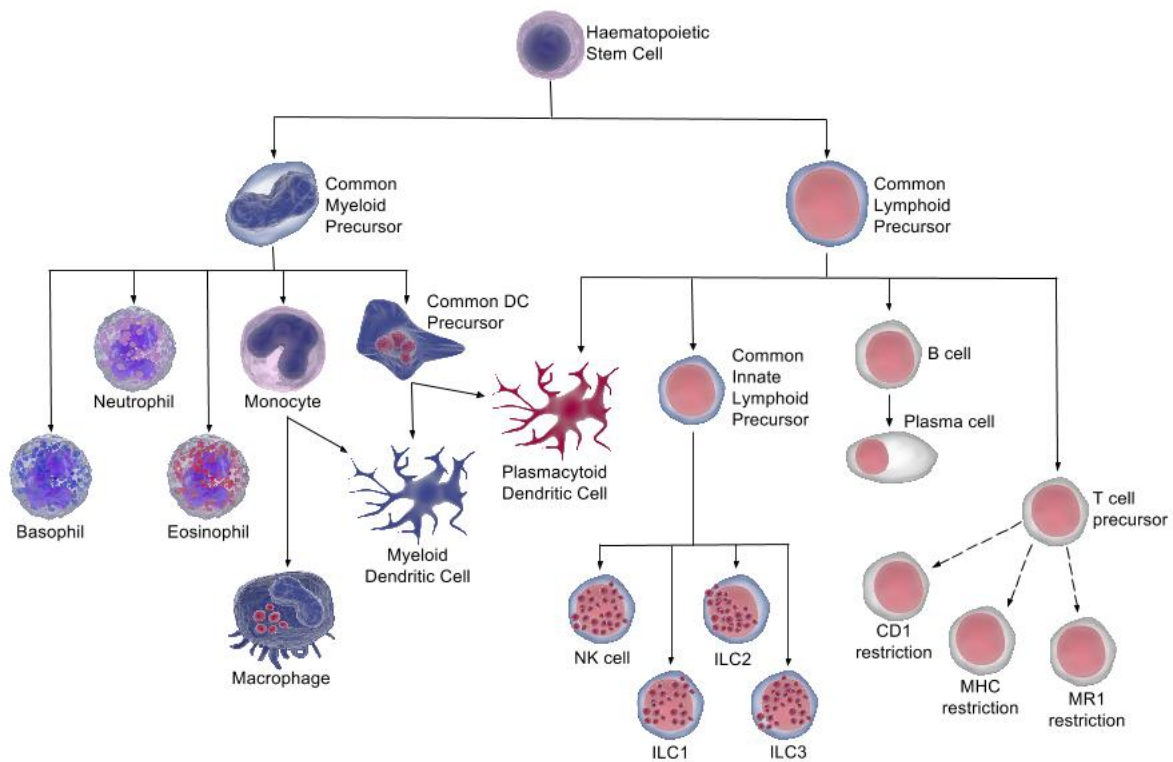 Haematopoietic
Stem Cell
Common
Myeloid
Precursor
Common
Lymphoid
Precursor
Neutrophil
Monocyte
Common DC
Precursor
Basophil
Eosinophil
Macrophage
Myeloid
Dendritic Cell
Plasmacytoid
Dendritic Cell
Common
Innate
Lymphoid
Precursor
B cell
Plasma cell
T cell
precursor
NK cell
ILC2
ILC1
ILC3
CD1
restriction
MHC
restriction
MR1
restriction